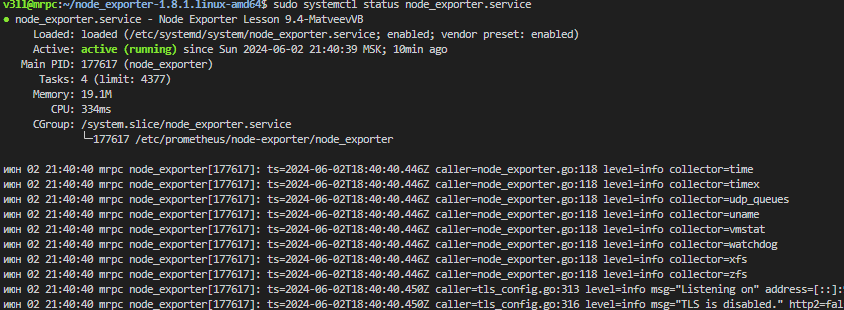 v3ll@mrpc:~/node_exporter-1.8.1.linux-amd64$ sudo systemctl status node_exporter.service
● node_exporter.service - Node Exporter Lesson 9.4-MatveevVB
Loaded: loaded (/etc/systemd/system/node_exporter.service; enabled; vendor preset: enabled)
Active: active (running) since Sun 2024-06-02 21:40:39 MSK; 10min ago
Main PID: 177617 (node_exporter)
Tasks: 4 (limit: 4377)
Memory: 19.1M
CPU: 334ms
CGroup: /system.slice/node_exporter.service
└─177617 /etc/prometheus/node-exporter/node_exporter
июн 02 21:40:40 mrpc node_exporter[177617]: ts=2024-06-02T18:40:40.446Z caller=node_exporter.go:118 level=info collector=time
июн 02 21:40:40 mrpc node_exporter[177617]: ts=2024-06-02T18:40:40.446Z caller=node_exporter.go:118 level=info collector=timex
июн 02 21:40:40 mrpc node_exporter[177617]: ts=2024-06-02T18:40:40.446Z caller=node_exporter.go:118 level=info collector=udp_queues
июн 02 21:40:40 mrpc node_exporter[177617]: ts=2024-06-02T18:40:40.446Z caller=node_exporter.go:118 level=info collector=uname
июн 02 21:40:40 mrpc node_exporter[177617]: ts=2024-06-02T18:40:40.446Z caller=node_exporter.go:118 level=info collector=vmstat
июн 02 21:40:40 mrpc node_exporter[177617]: ts=2024-06-02T18:40:40.446Z caller=node_exporter.go:118 level=info collector=watchdog
июн 02 21:40:40 mrpc node_exporter[177617]: ts=2024-06-02T18:40:40.446Z caller=node_exporter.go:118 level=info collector=xfs
июн 02 21:40:40 mrpc node_exporter[177617]: ts=2024-06-02T18:40:40.446Z caller=node_exporter.go:118 level=info collector=zfs
июн 02 21:40:40 mrpc node_exporter[177617]: ts=2024-06-02T18:40:40.450Z caller=tls_config.go:313 level=info msg="Listening on" address=[::]:
июн 02 21:40:40 mrpc node_exporter[177617]: ts=2024-06-02T18:40:40.450Z caller=tls_config.go:316 level=info msg="TLS is disabled." http2=fal